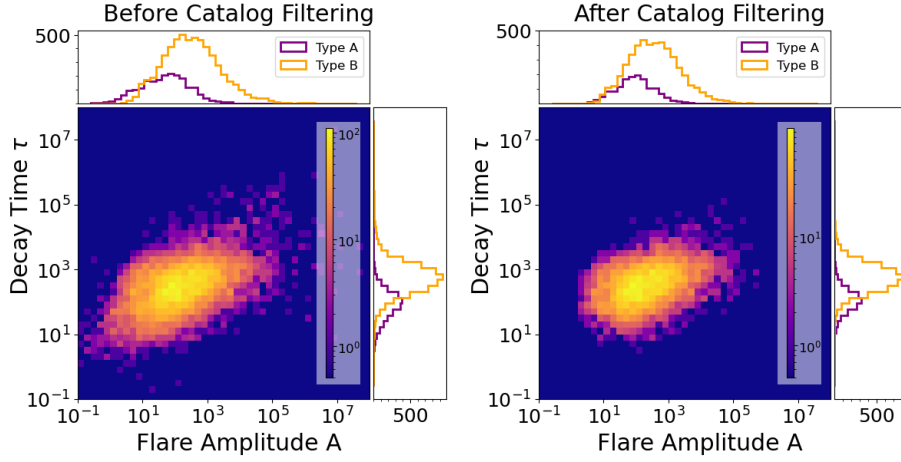 Before Catalog Filtering
500
Type A
Type B
10^7
10^5
10^3
10^1
10^-1
Decay Time τ
10^2
10^1
10^0
10^-1
10^1
10^3
10^5
10^7
500
Flare Amplitude A
After Catalog Filtering
500
Type A
Type B
10^7
10^5
10^3
10^1
10^-1
Decay Time τ
10^1
10^0
10^-1
10^1
10^3
10^5
10^7
500
Flare Amplitude A